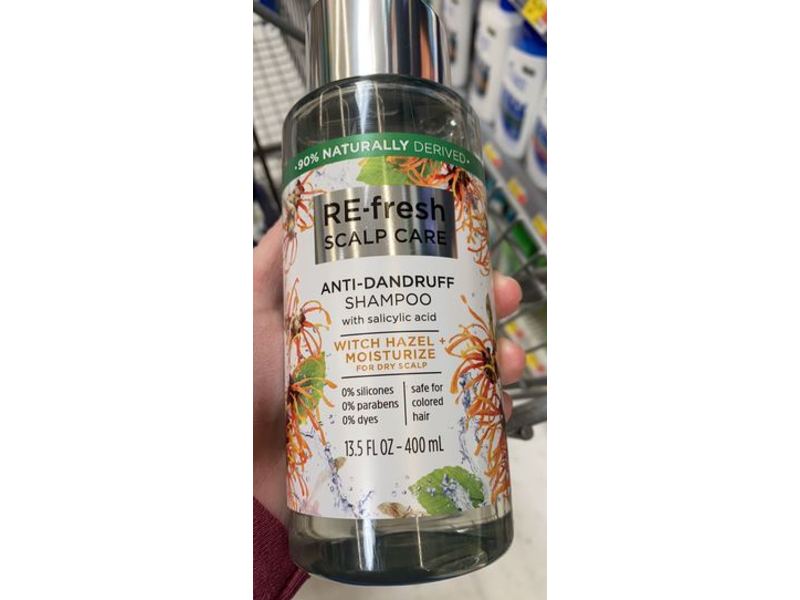 •90% NATURALLY DERIVED•
RE-fresh
SCALP CARE
ANTI-DANDRUFF
SHAMPOO
with salicylic acid
WITCH HAZEL +
MOISTURIZE
FOR DRY SCALP
0% silicones
0% parabens
0% dyes
safe for
colored
hair
13.5 FL OZ – 400 mL